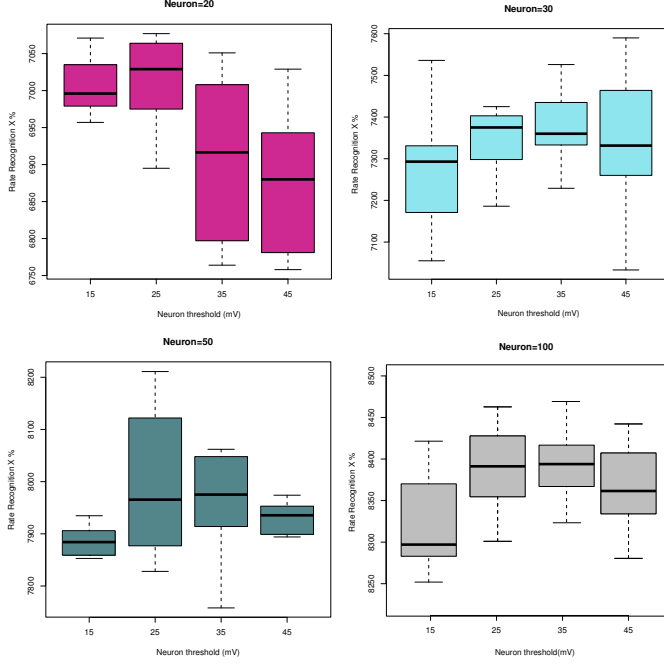 Neuron=20
Rate Recognition X %
7050
7000
6950
6900
6850
6800
6750
15 25 35 45
Neuron threshold (mV)
Neuron=30
Rate Recognition X %
7600
7500
7400
7300
7200
7100
15 25 35 45
Neuron threshold (mV)
Neuron=50
Rate Recognition X %
8200
8100
8000
7900
7800
15 25 35 45
Neuron threshold (mV)
Neuron=100
Rate Recognition X %
8500
8450
8400
8350
8300
8250
15 25 35 45
Neuron threshold(mV)